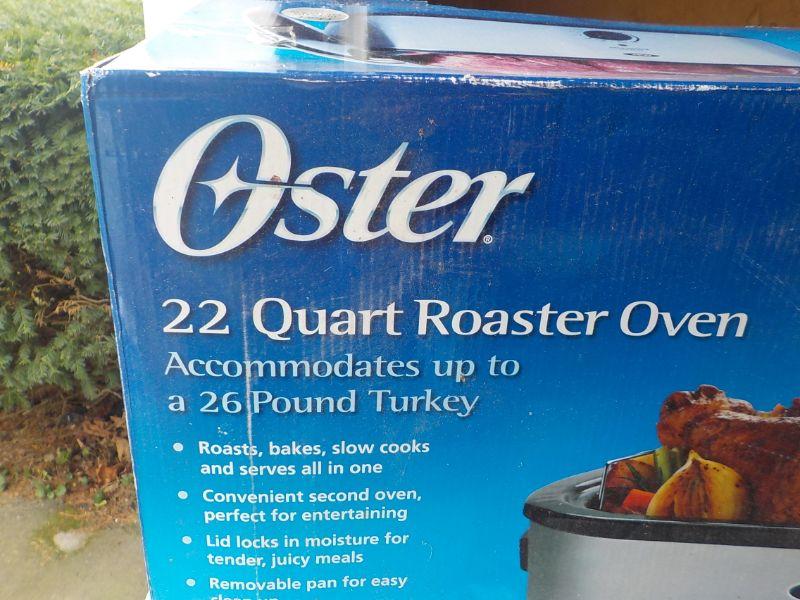 Oster®
22 Quart Roaster Oven
Accommodates up to
a 26 Pound Turkey
• Roasts, bakes, slow cooks
and serves all in one
• Convenient second oven,
perfect for entertaining
• Lid locks in moisture for
tender, juicy meals
• Removable pan for easy